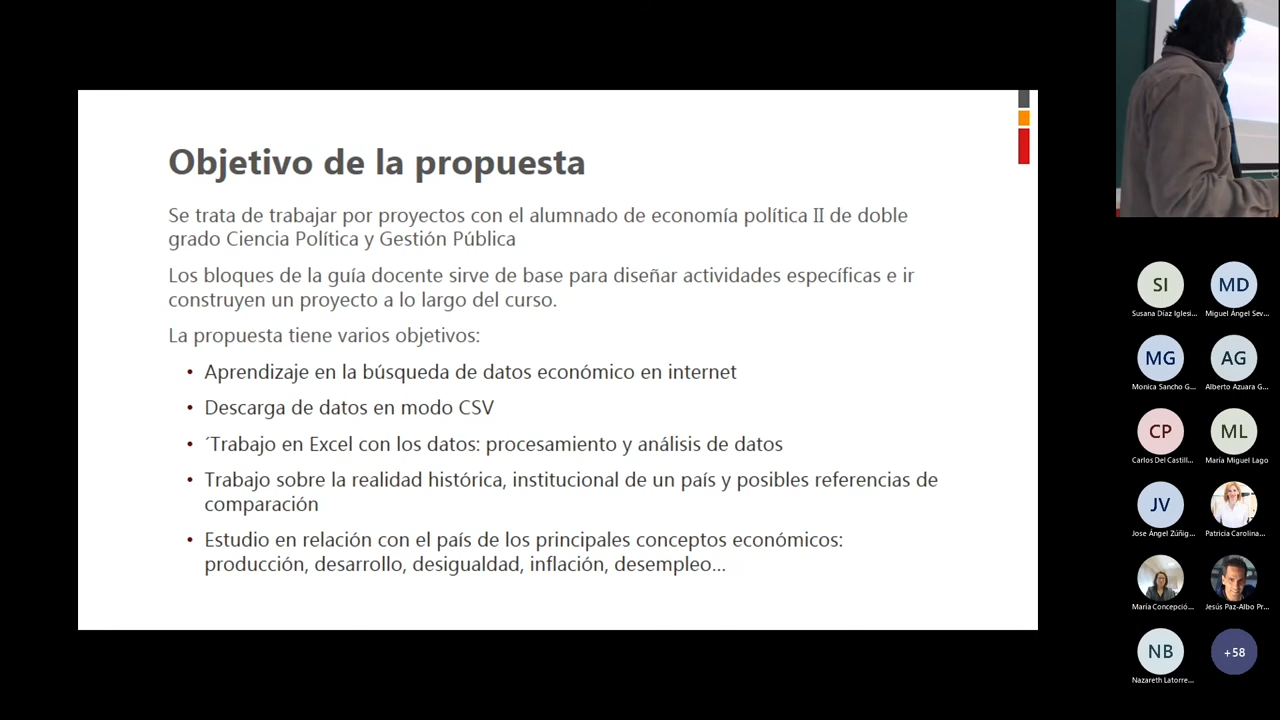 Objetivo de la propuesta
Se trata de trabajar por proyectos con el alumnado de economía política II de doble
grado Ciencia Política y Gestión Pública
Los bloques de la guía docente sirve de base para diseñar actividades específicas e ir
construyen un proyecto a lo largo del curso.
La propuesta tiene varios objetivos:
• Aprendizaje en la búsqueda de datos económico en internet
• Descarga de datos en modo CSV
• ´Trabajo en Excel con los datos: procesamiento y análisis de datos
• Trabajo sobre la realidad histórica, institucional de un país y posibles referencias de
comparación
• Estudio en relación con el país de los principales conceptos económicos:
producción, desarrollo, desigualdad, inflación, desempleo...
SI MD
Susana Díaz Iglesi... Miguel Ángel Sev...
MG AG
Monica Sancho G... Alberto Azuara G...
CP ML
Carlos Del Castill... María Miguel Lago
JV
Jose Ángel Zúñig... Patricia Carolina...
María Concepció... Jesús Paz-Albo Pr...
NB +58
Nazareth Latorre...